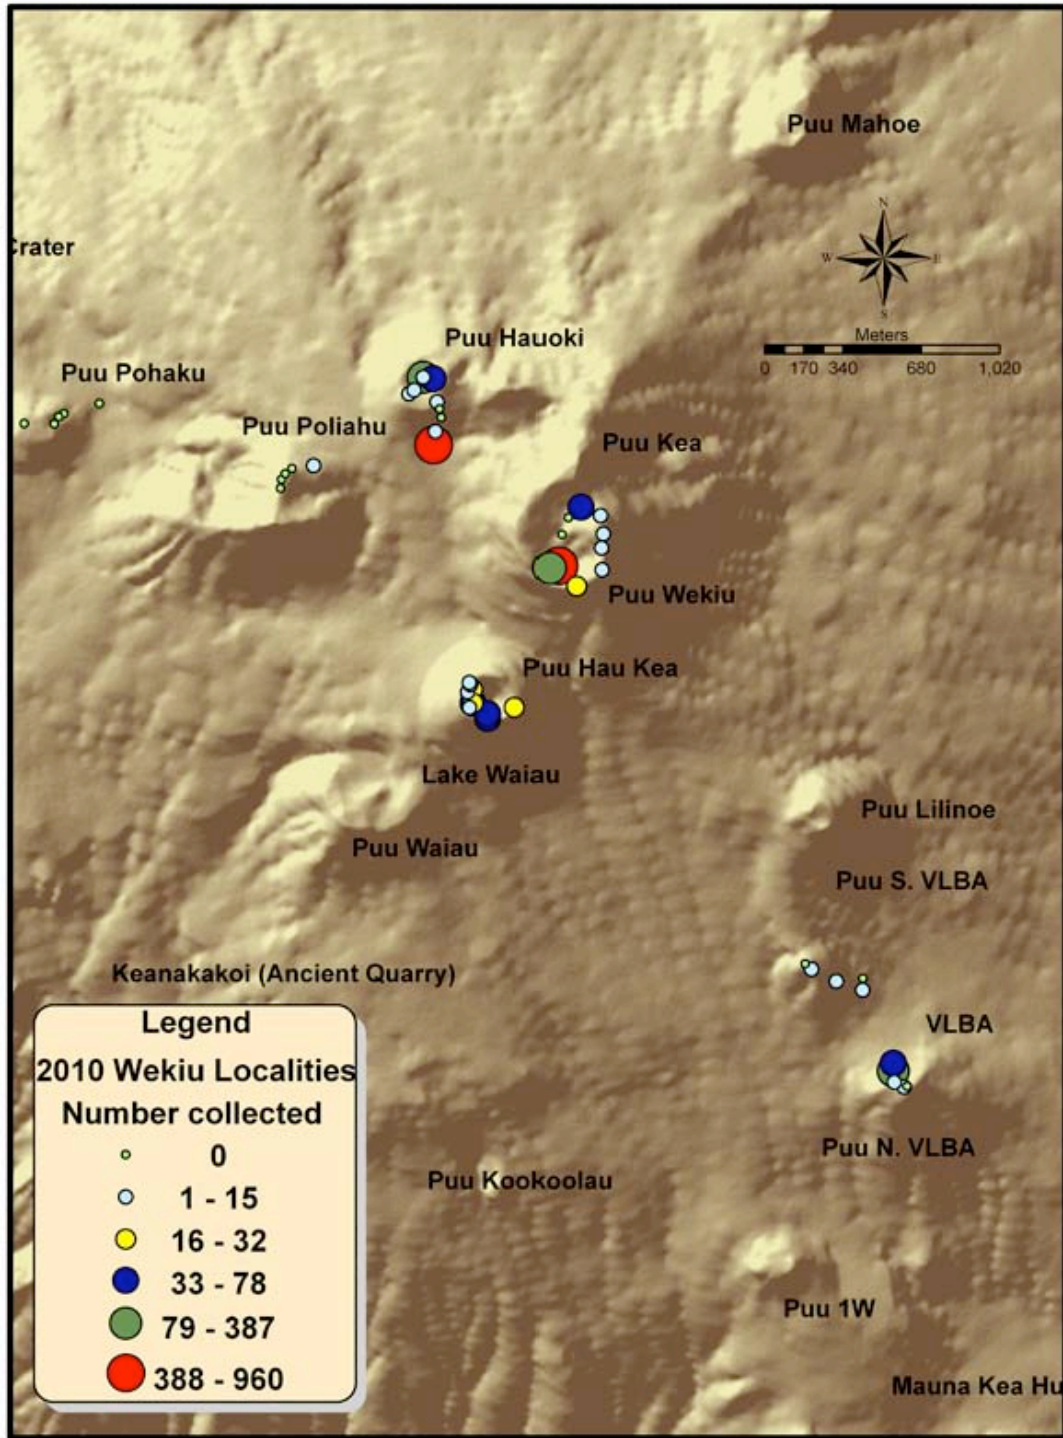 Puu Mahoe
N
W
E
S
Crater
Meters
0 170 340 680 1,020
Puu Hauoki
Puu Pohaku
Puu Poliahu
Puu Kea
Puu Wekiu
Puu Hau Kea
Lake Waiau
Puu Lilinoe
Puu Waiau
Puu S. VLBA
Keanakakoi (Ancient Quarry)
VLBA
Puu N. VLBA
Puu Kookoolau
Puu 1W
Mauna Kea Hu
Legend
2010 Wekiu Localities
Number collected
0
1 - 15
16 - 32
33 - 78
79 - 387
388 - 960